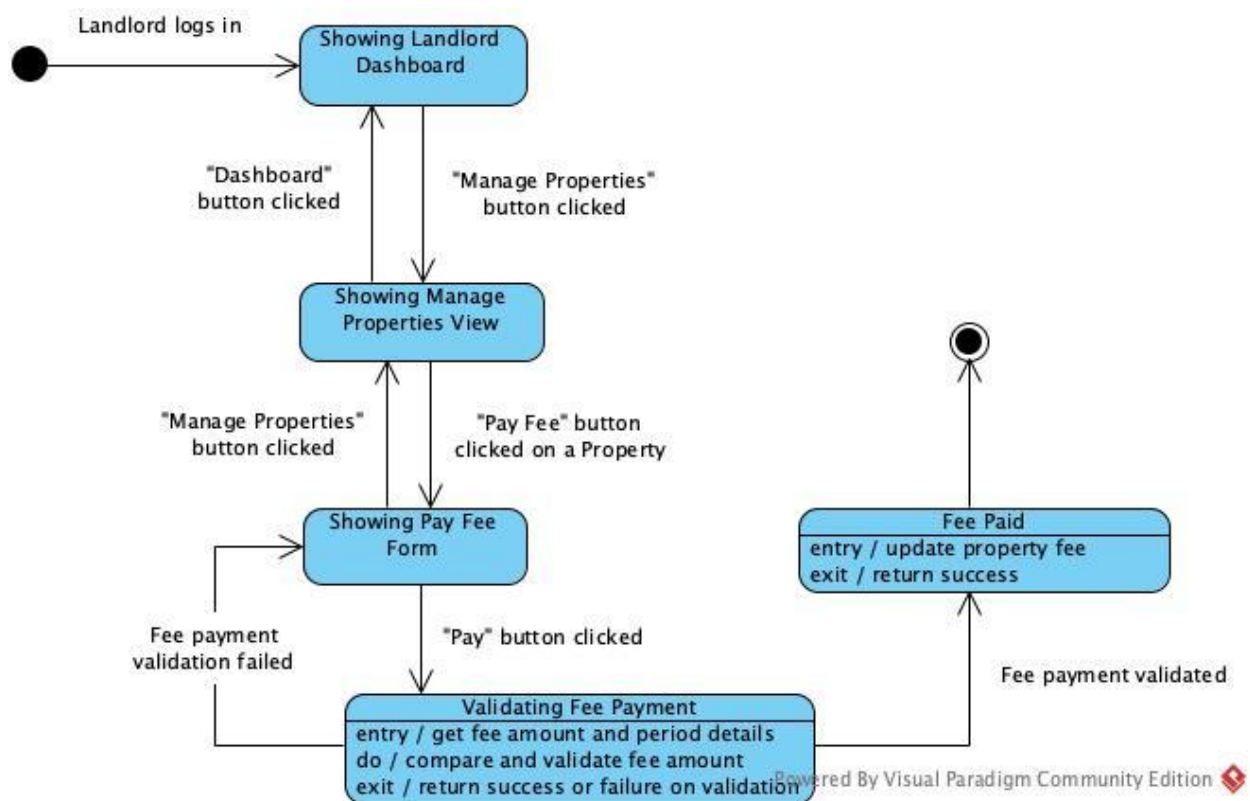 Landlord logs in
Showing Landlord
Dashboard
"Dashboard"
button clicked
"Manage Properties"
button clicked
Showing Manage
Properties View
"Manage Properties"
button clicked
"Pay Fee" button
clicked on a Property
Showing Pay Fee
Form
Fee Paid
entry / update property fee
exit / return success
Fee payment
validation failed
"Pay" button clicked
Fee payment validated
Validating Fee Payment
entry / get fee amount and period details
do / compare and validate fee amount
exit / return success or failure on validation
Powered By Visual Paradigm Community Edition